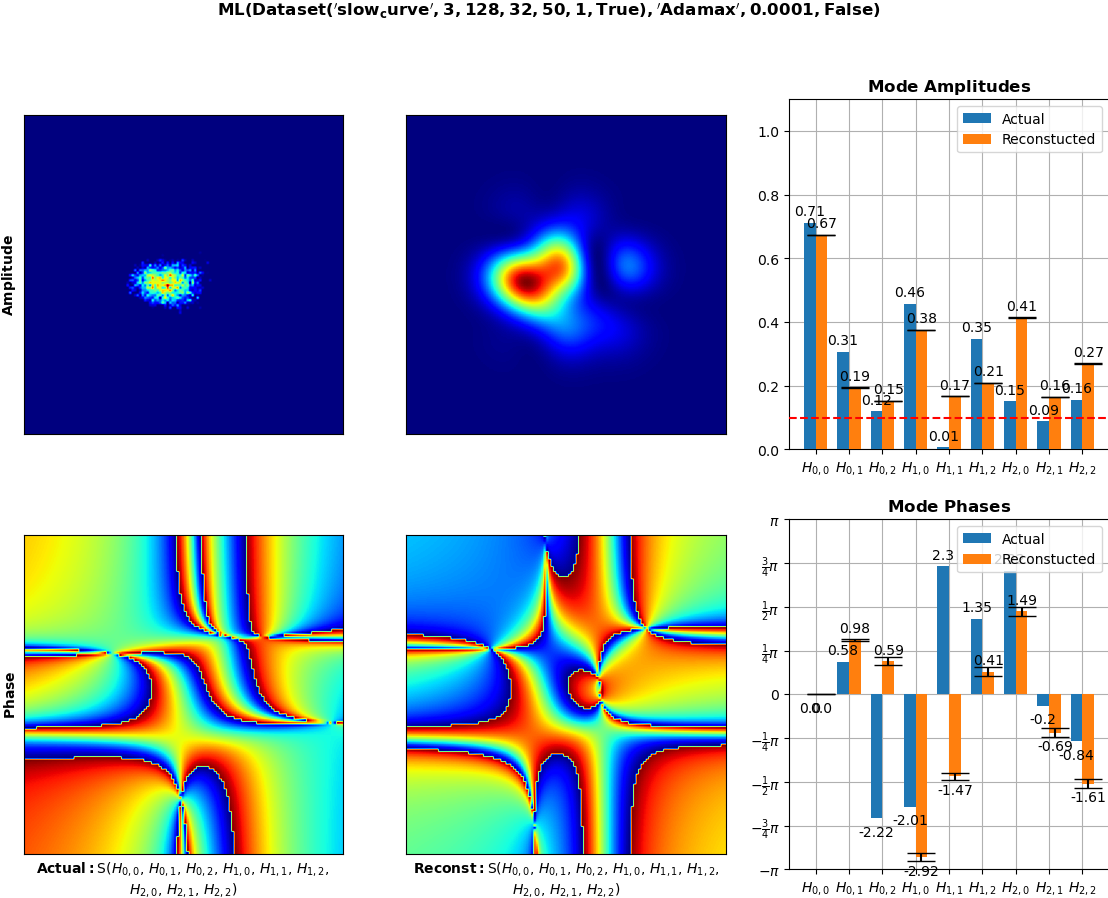 ML(Dataset('slow_curve', 3, 128, 32, 50, 1, True), 'Adamax', 0.0001, False)
Amplitude
Mode Amplitudes
Actual
Reconstucted
1.0
0.8
0.6
0.4
0.2
0.0
0.71
0.67
0.31
0.19
0.12
0.15
0.46
0.38
0.01
0.17
0.35
0.21
0.15
0.41
0.09
0.16
0.16
0.27
H0,0 H0,1 H0,2 H1,0 H1,1 H1,2 H2,0 H2,1 H2,2
Phase
Actual: S(H0,0, H0,1, H0,2, H1,0, H1,1, H1,2,
H2,0, H2,1, H2,2)
Reconst: S(H0,0, H0,1, H0,2, H1,0, H1,1, H1,2,
H2,0, H2,1, H2,2)
Mode Phases
Actual
Reconstucted
π
3/4π
1/2π
1/4π
0
−1/4π
−1/2π
−3/4π
−π
0.0
0.0
0.58
0.98
-2.22
0.59
-2.01
-2.92
2.3
-1.47
1.35
0.41
1.49
-0.2
-0.69
-0.84
-1.61
H0,0 H0,1 H0,2 H1,0 H1,1 H1,2 H2,0 H2,1 H2,2